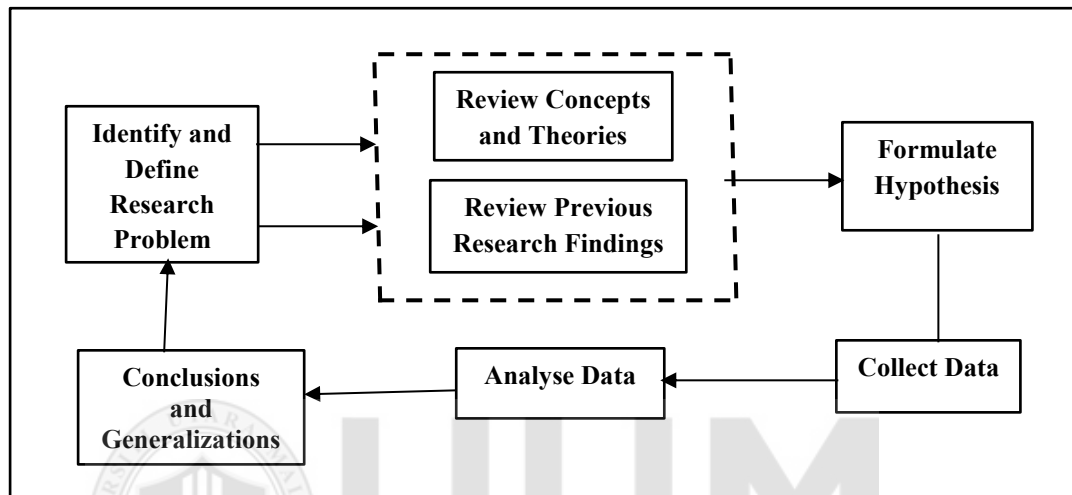 Identify and
Define
Research
Problem
Review Concepts
and Theories
Review Previous
Research Findings
Formulate
Hypothesis
Collect Data
Analyse Data
Conclusions
and
Generalizations
UUM